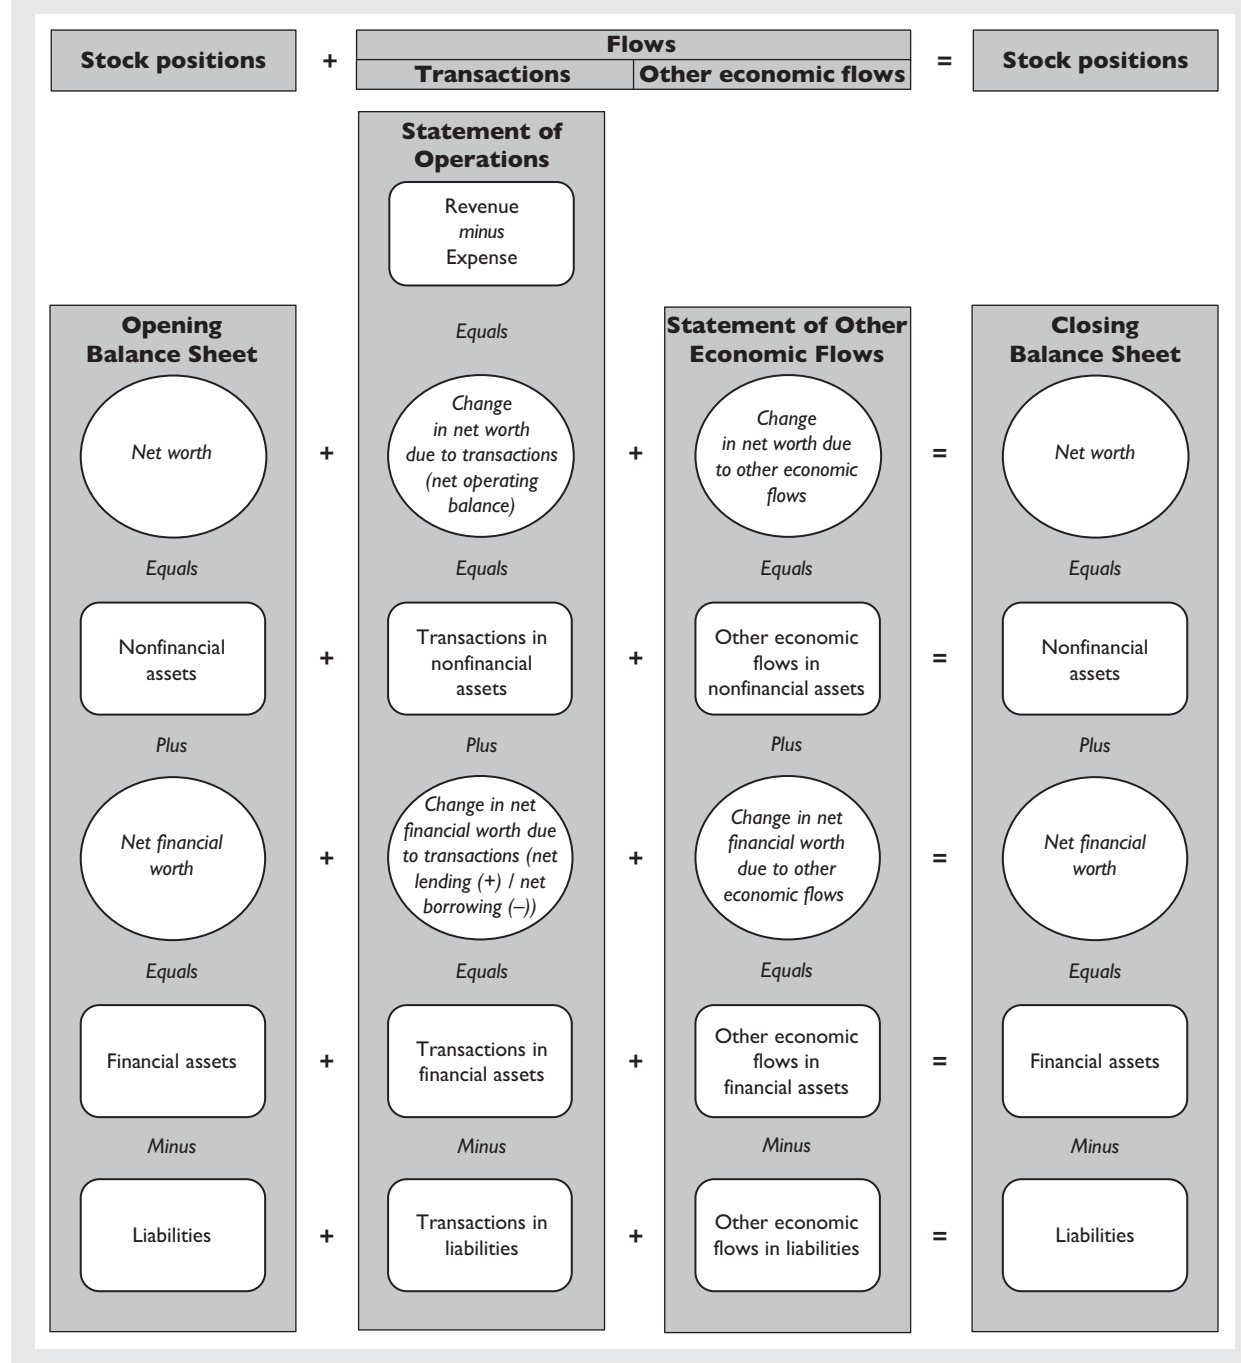 Stock positions
+
Flows
Transactions
Other economic flows
=
Stock positions
Statement of
Operations
Revenue
minus
Expense
Equals
Opening
Balance Sheet
Statement of Other
Economic Flows
Closing
Balance Sheet
Net worth
+
Change
in net worth
due to transactions
(net operating
balance)
+
Change
in net worth due
to other economic
flows
=
Net worth
Equals
Equals
Equals
Equals
Nonfinancial
assets
+
Transactions in
nonfinancial
assets
+
Other economic
flows in
nonfinancial assets
=
Nonfinancial
assets
Plus
Plus
Plus
Plus
Net financial
worth
+
Change in net
financial worth due
to transactions (net
lending (+) / net
borrowing (–))
+
Change in net
financial worth
due to other
economic flows
=
Net financial
worth
Equals
Equals
Equals
Equals
Financial assets
+
Transactions in
financial assets
+
Other economic
flows in
financial assets
=
Financial assets
Minus
Minus
Minus
Minus
Liabilities
+
Transactions in
liabilities
+
Other economic
flows in liabilities
=
Liabilities